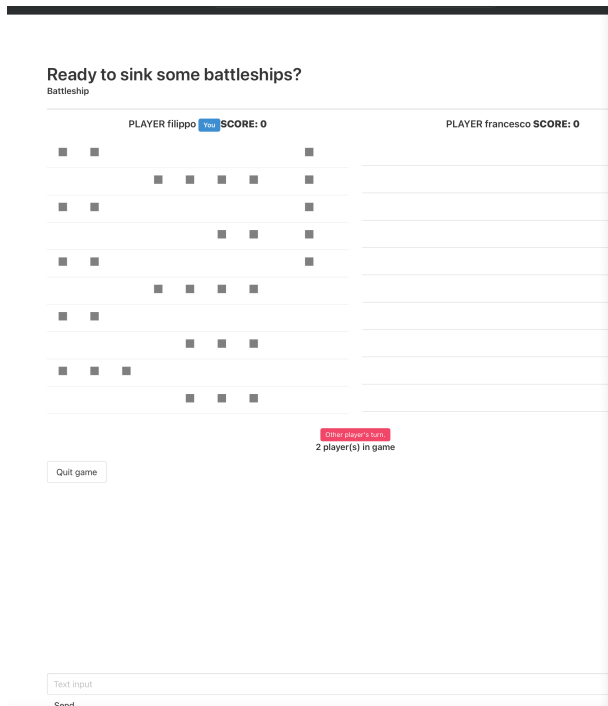 Ready to sink some battleships?
Battleship
PLAYER filippo You SCORE: 0
PLAYER francesco SCORE: 0
Other player's turn.
2 player(s) in game
Quit game
Text input
Send